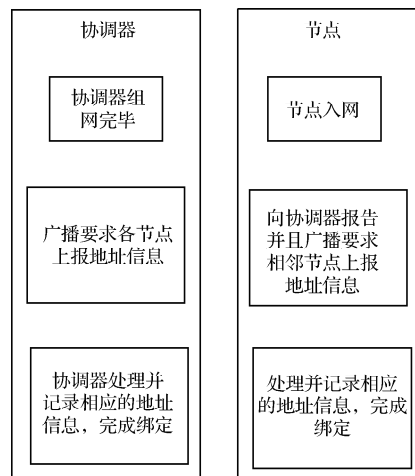 协调器
协调器组
网完毕
广播要求各节点
上报地址信息
协调器处理并
记录相应的地址
信息，完成绑定
节点
节点入网
向协调器报告
并且广播要求
相邻节点上报
地址信息
处理并记录相应
的地址信息，完成
绑定